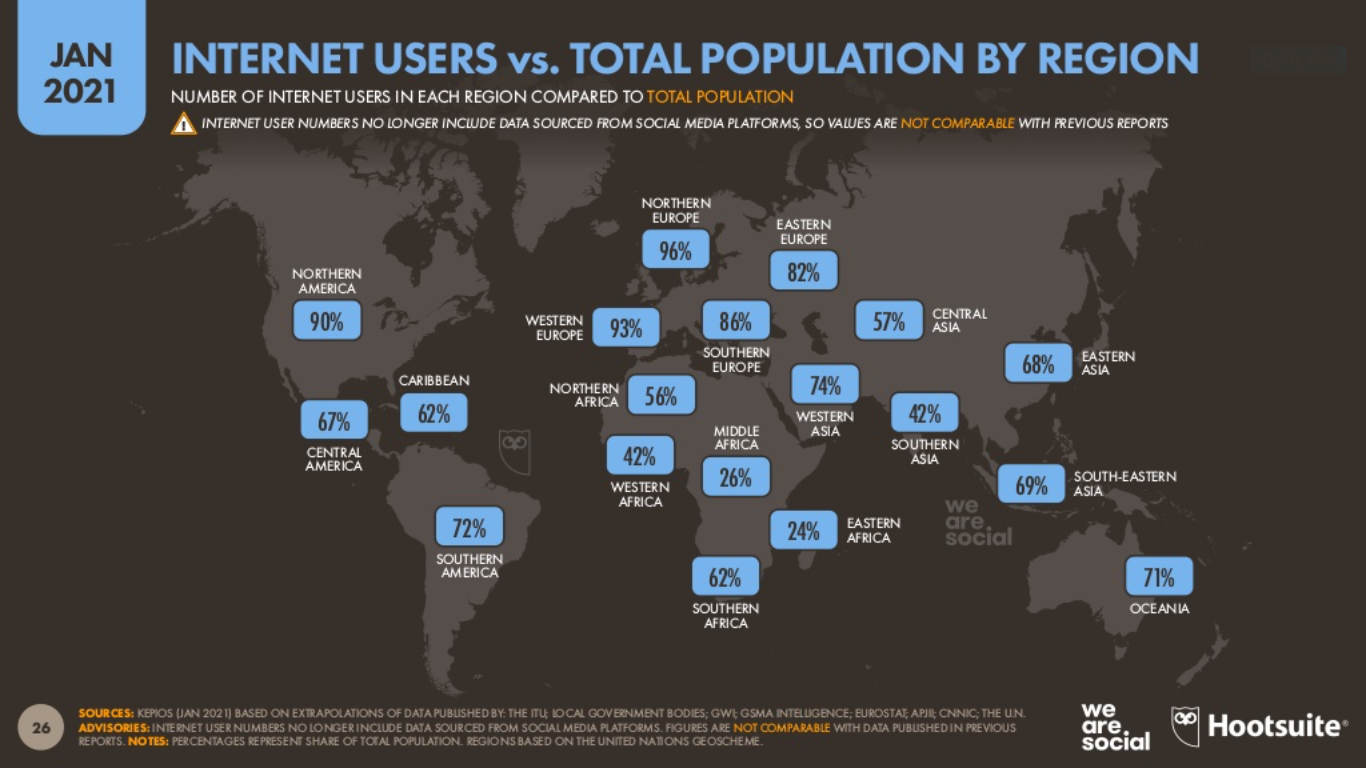 JAN
2021
INTERNET USERS vs. TOTAL POPULATION BY REGION
NUMBER OF INTERNET USERS IN EACH REGION COMPARED TO TOTAL POPULATION
INTERNET USER NUMBERS NO LONGER INCLUDE DATA SOURCED FROM SOCIAL MEDIA PLATFORMS, SO VALUES ARE NOT COMPARABLE WITH PREVIOUS REPORTS
NORTHERN
EUROPE
96%
EASTERN
EUROPE
82%
NORTHERN
AMERICA
90%
WESTERN
EUROPE
93%
86%
SOUTHERN
EUROPE
57%
CENTRAL
ASIA
68%
EASTERN
ASIA
CARIBBEAN
62%
67%
CENTRAL
AMERICA
NORTHERN
AFRICA
56%
74%
WESTERN
ASIA
42%
SOUTHERN
ASIA
42%
WESTERN
AFRICA
MIDDLE
AFRICA
26%
69%
SOUTH-EASTERN
ASIA
we
are
social
72%
SOUTHERN
AMERICA
24%
EASTERN
AFRICA
62%
SOUTHERN
AFRICA
71%
OCEANIA
26
SOURCES: KEPIOS (JAN 2021) BASED ON EXTRAPOLATIONS OF DATA PUBLISHED BY: THE ITU; LOCAL GOVERNMENT BODIES; GWI; GSMA INTELLIGENCE; EUROSTAT; APJII; CNNIC; THE U.N.
ADVISORIES: INTERNET USER NUMBERS NO LONGER INCLUDE DATA SOURCED FROM SOCIAL MEDIA PLATFORMS. FIGURES ARE NOT COMPARABLE WITH DATA PUBLISHED IN PREVIOUS
REPORTS. NOTES: PERCENTAGES REPRESENT SHARE OF TOTAL POPULATION. REGIONS BASED ON THE UNITED NATIONS GEOSCHEME.
we
are
social
Hootsuite®